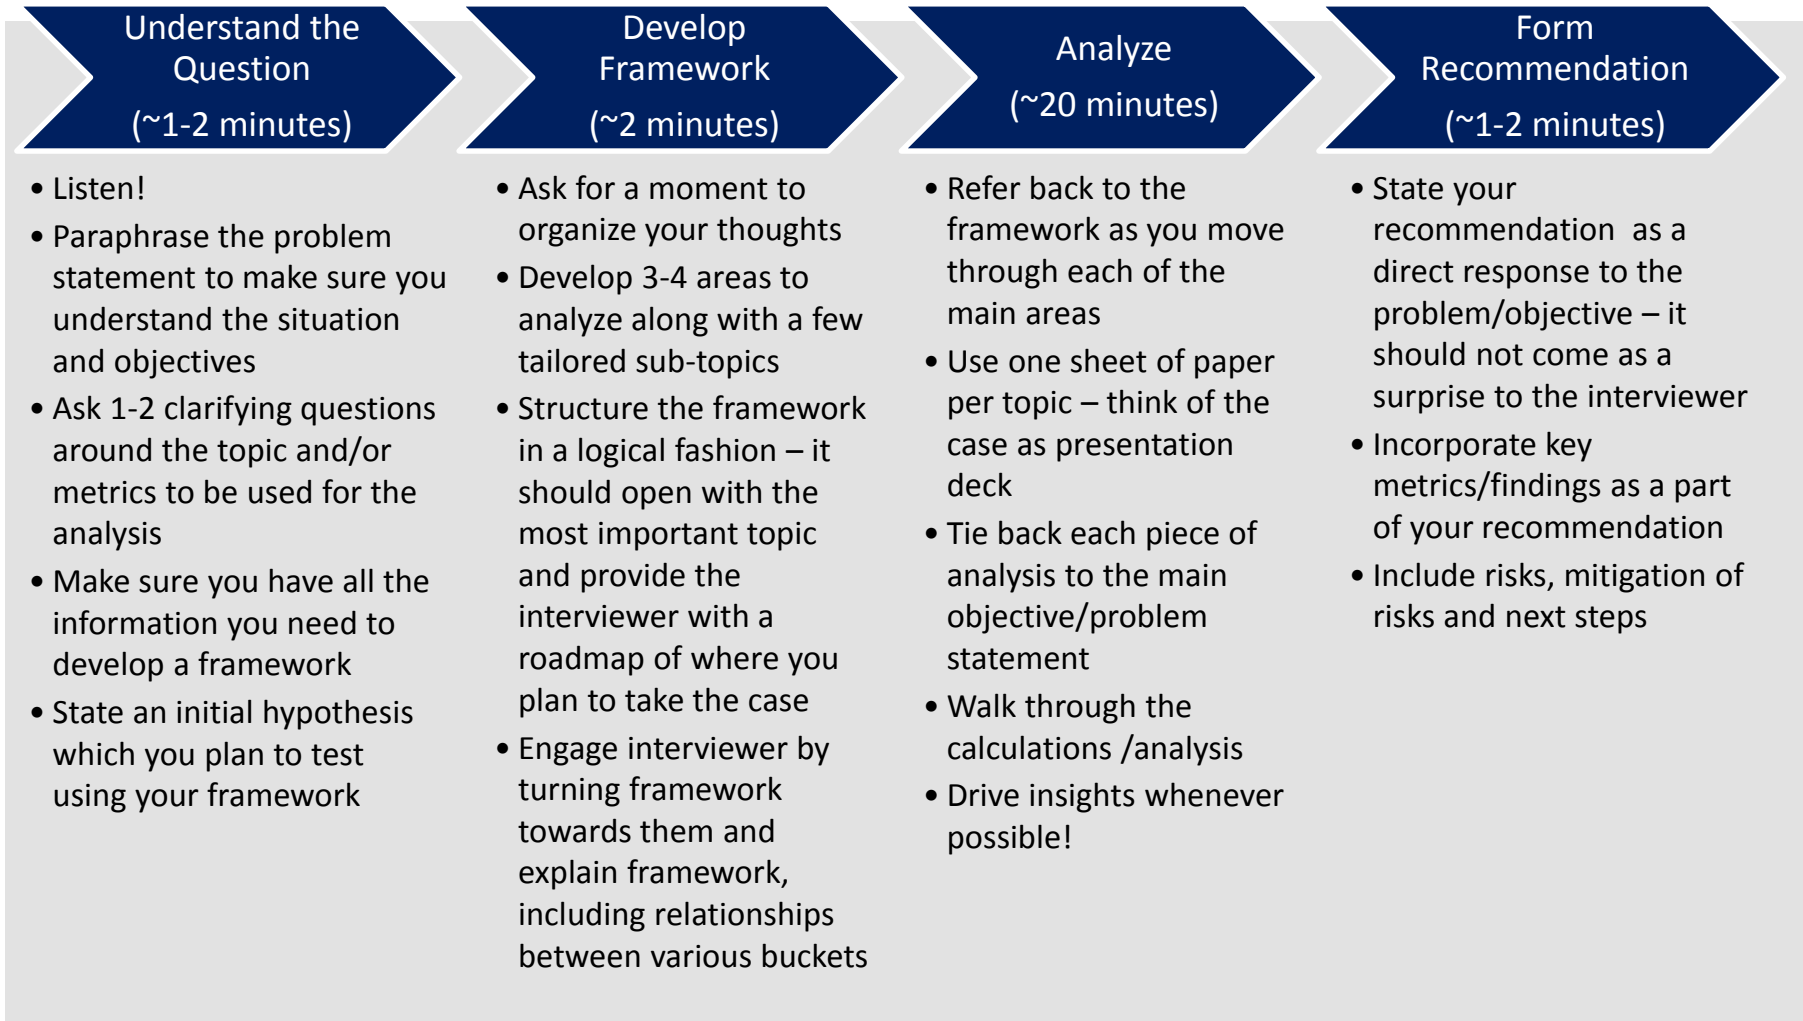 Understand the
Question
(~1-2 minutes)
• Listen!
• Paraphrase the problem
statement to make sure you
understand the situation
and objectives
• Ask 1-2 clarifying questions
around the topic and/or
metrics to be used for the
analysis
• Make sure you have all the
information you need to
develop a framework
• State an initial hypothesis
which you plan to test
using your framework
Develop
Framework
(~2 minutes)
• Ask for a moment to
organize your thoughts
• Develop 3-4 areas to
analyze along with a few
tailored sub-topics
• Structure the framework
in a logical fashion – it
should open with the
most important topic
and provide the
interviewer with a
roadmap of where you
plan to take the case
• Engage interviewer by
turning framework
towards them and
explain framework,
including relationships
between various buckets
Analyze
(~20 minutes)
• Refer back to the
framework as you move
through each of the
main areas
• Use one sheet of paper
per topic – think of the
case as presentation
deck
• Tie back each piece of
analysis to the main
objective/problem
statement
• Walk through the
calculations /analysis
• Drive insights whenever
possible!
Form
Recommendation
(~1-2 minutes)
• State your
recommendation  as a
direct response to the
problem/objective – it
should not come as a
surprise to the interviewer
• Incorporate key
metrics/findings as a part
of your recommendation
• Include risks, mitigation of
risks and next steps